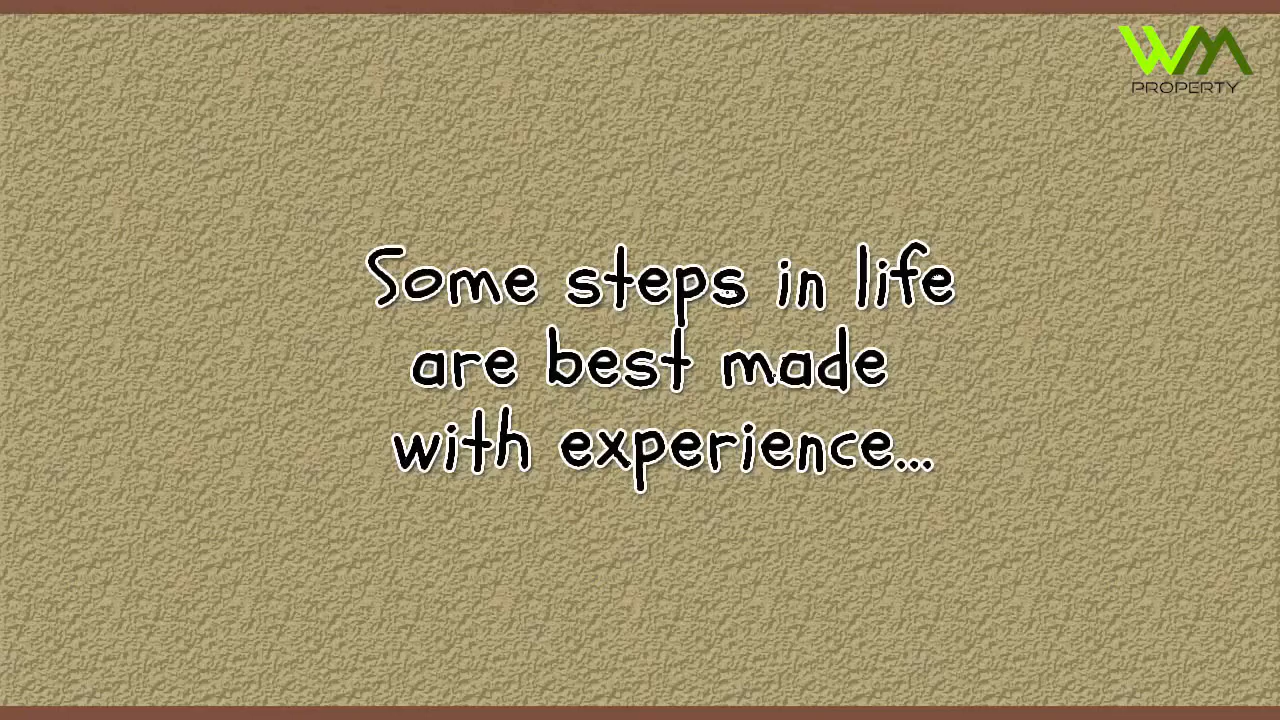 WM
PROPERTY
Some steps in life
are best made
with experience...